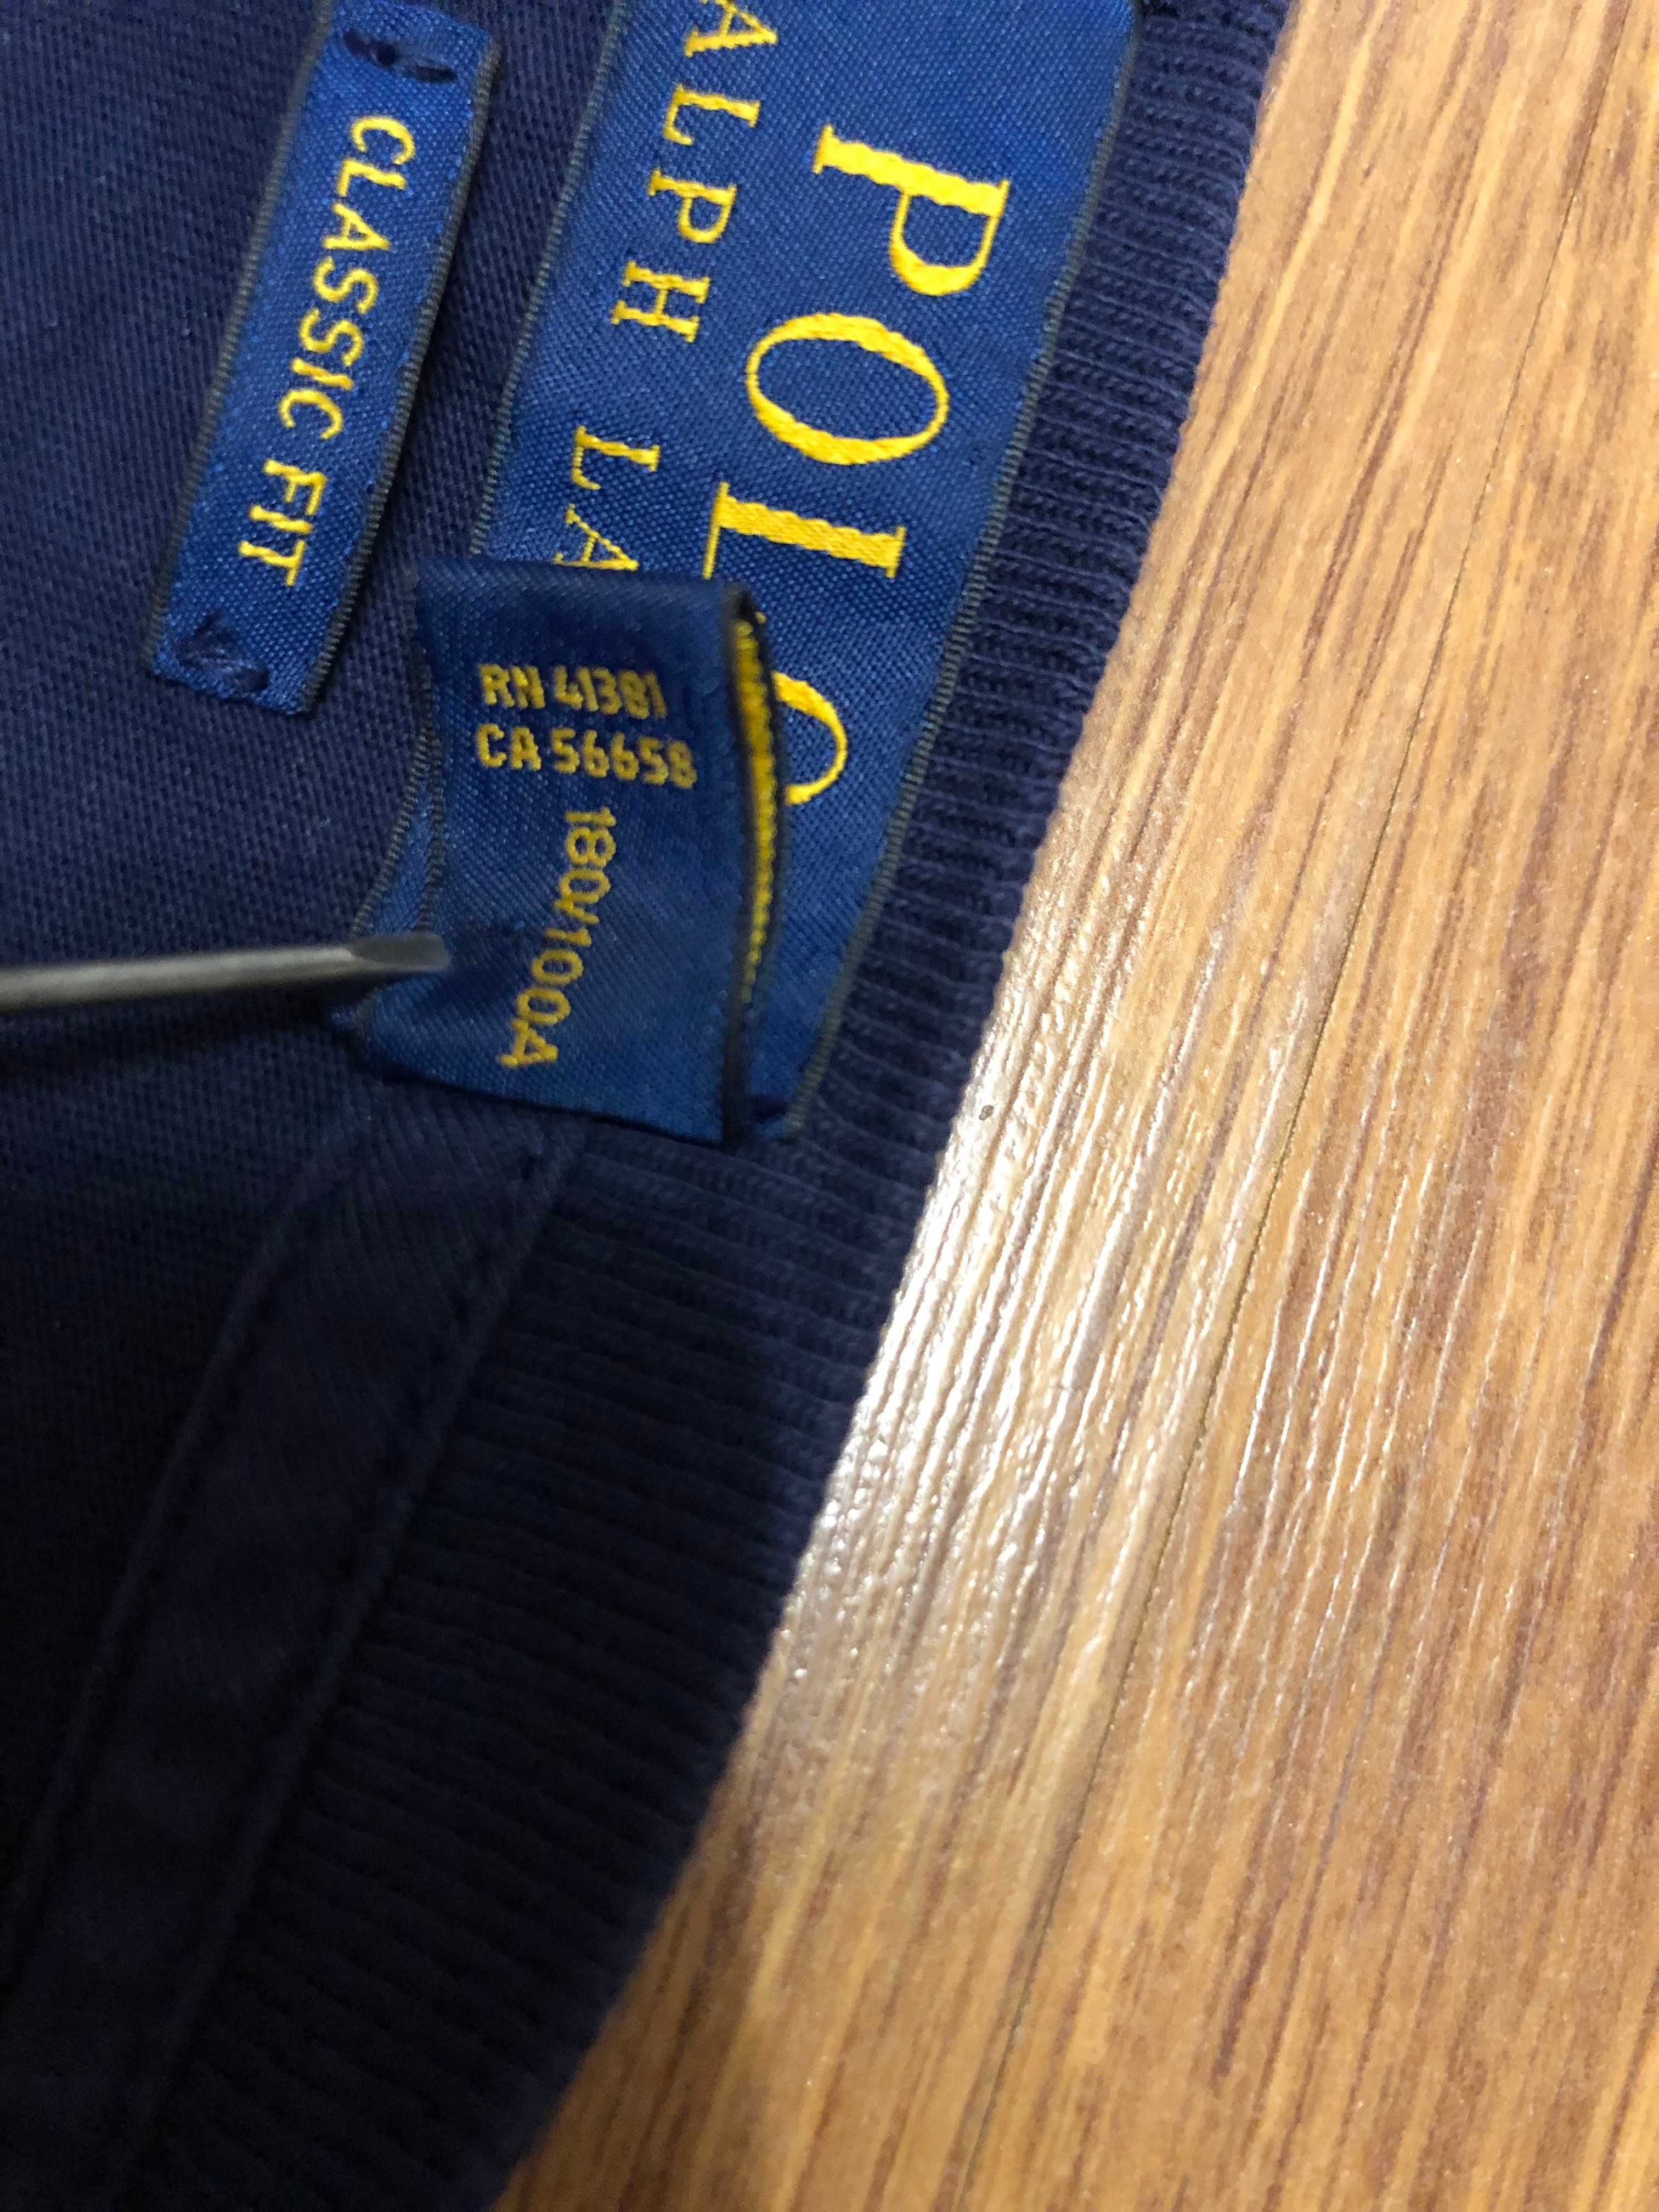 POLO
ALPH LA
CLASSIC FIT
RN 41381
CA 56658
180/100A